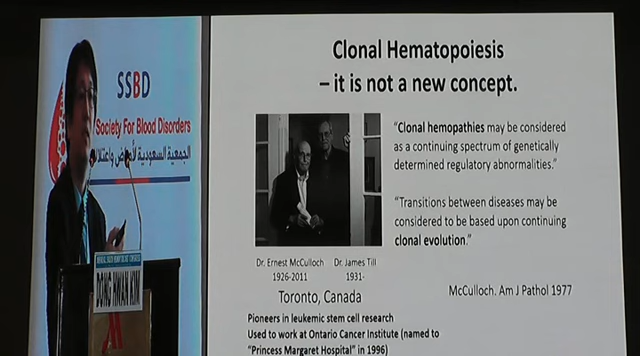 SSBD
Society For Blood Disorders
الجمعية السعودية
DONG HWAN KIM
Clonal Hematopoiesis
– it is not a new concept.
“Clonal hemopathies may be considered
as a continuing spectrum of genetically
determined regulatory abnormalities.”
“Transitions between diseases may be
considered to be based upon continuing
clonal evolution.”
Dr. Ernest McCulloch Dr. James Till
1926-2011 1931-
Toronto, Canada
McCulloch. Am J Pathol 1977
Pioneers in leukemic stem cell research
Used to work at Ontario Cancer Institute (named to
“Princess Margaret Hospital” in 1996)